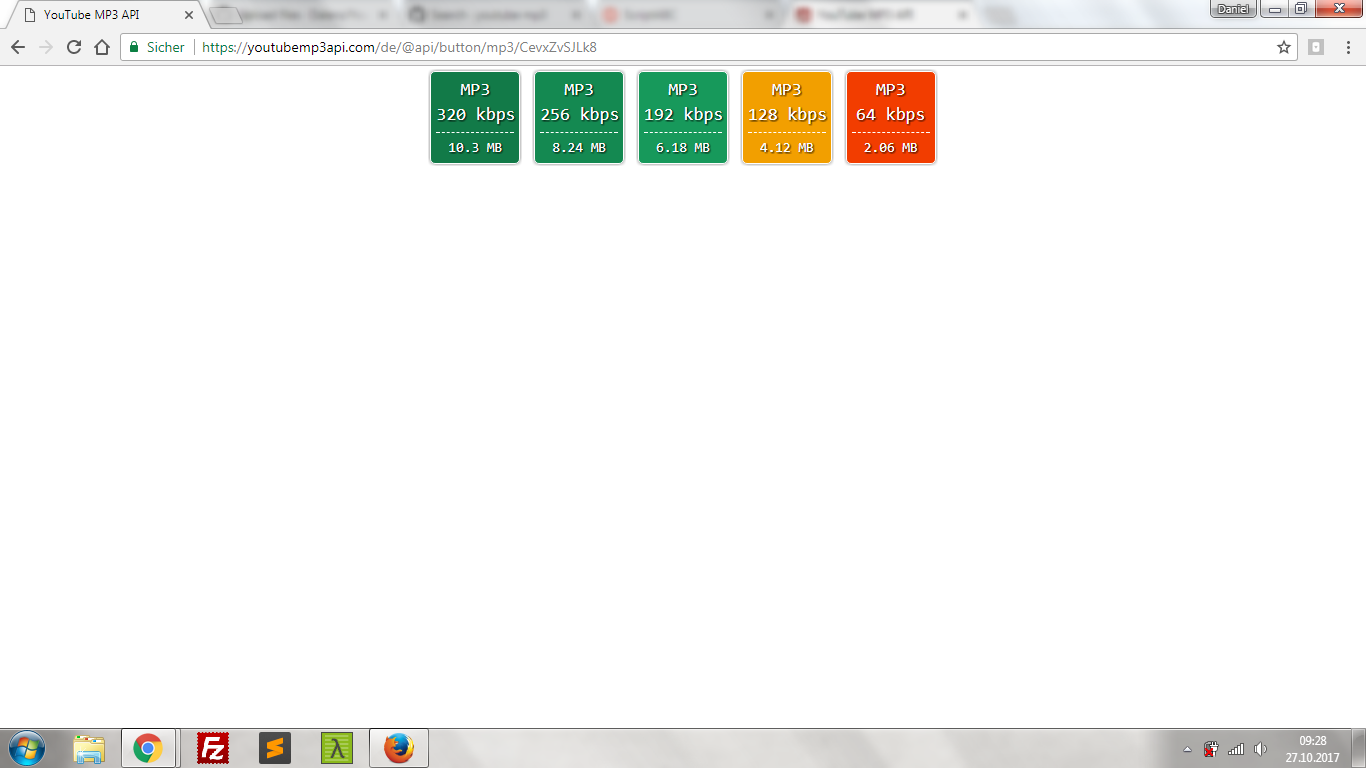 YouTube MP3 API
Search · youtube mp3
YouTube MP3 API
Daniel
Sicher
https://youtubemp3api.com/de/@api/button/mp3/CevxZvSJLk8
MP3
320 kbps
10.3 MB
MP3
256 kbps
8.24 MB
MP3
192 kbps
6.18 MB
MP3
128 kbps
4.12 MB
MP3
64 kbps
2.06 MB
Fz
S
λ
09:28
27.10.2017